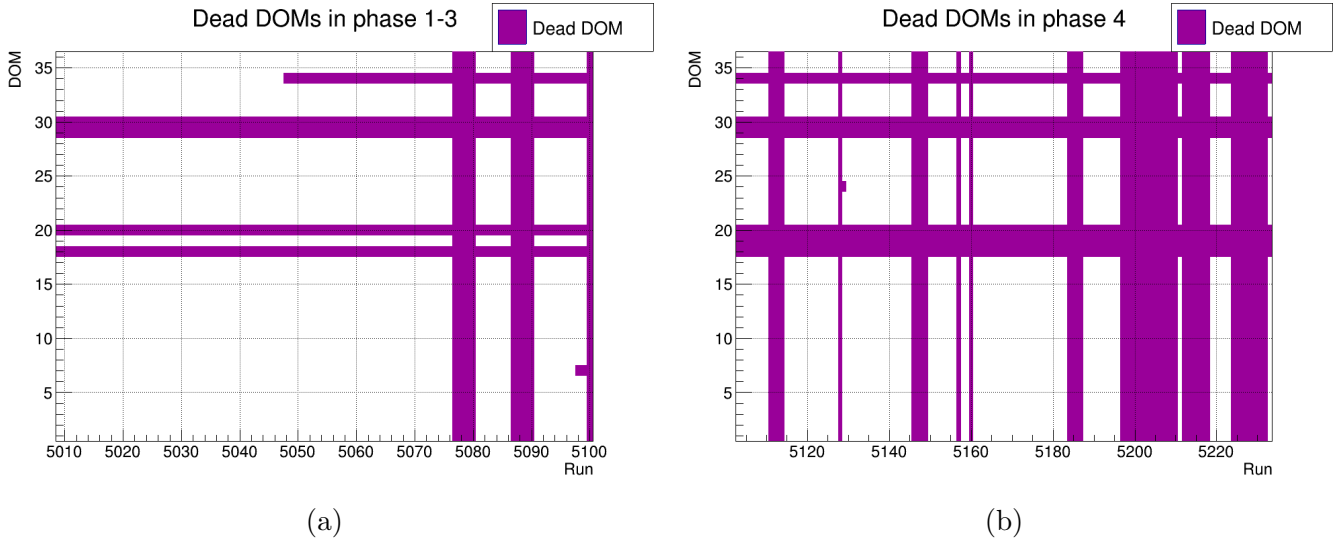 Dead DOMs in phase 1-3
Dead DOM
DOM
35
30
25
20
15
10
5
5010 5020 5030 5040 5050 5060 5070 5080 5090 5100
Run
(a)
Dead DOMs in phase 4
Dead DOM
DOM
35
30
25
20
15
10
5
5120 5140 5160 5180 5200 5220
Run
(b)